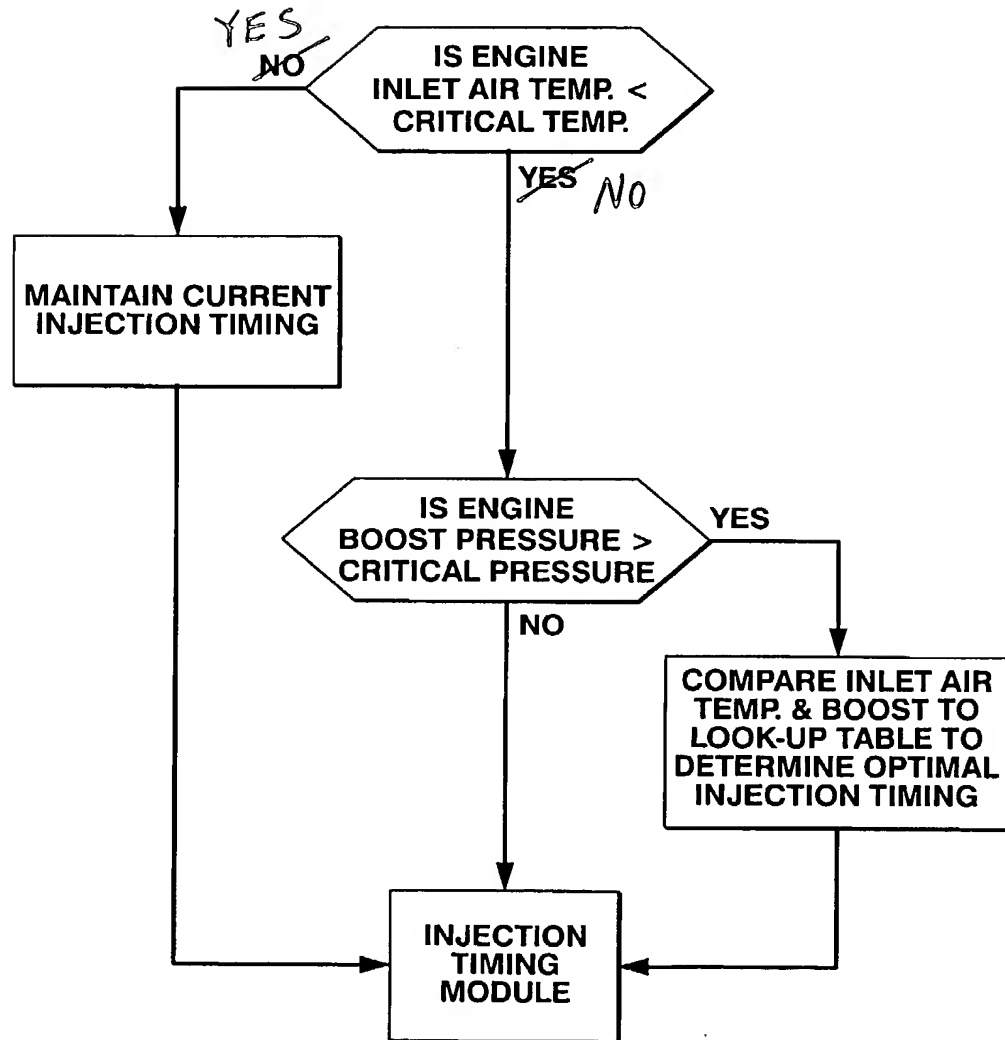 YES
NO
IS ENGINE
INLET AIR TEMP. <
CRITICAL TEMP.
YES NO
MAINTAIN CURRENT
INJECTION TIMING
IS ENGINE
BOOST PRESSURE >
CRITICAL PRESSURE
YES
NO
COMPARE INLET AIR
TEMP. & BOOST TO
LOOK-UP TABLE TO
DETERMINE OPTIMAL
INJECTION TIMING
INJECTION
TIMING
MODULE